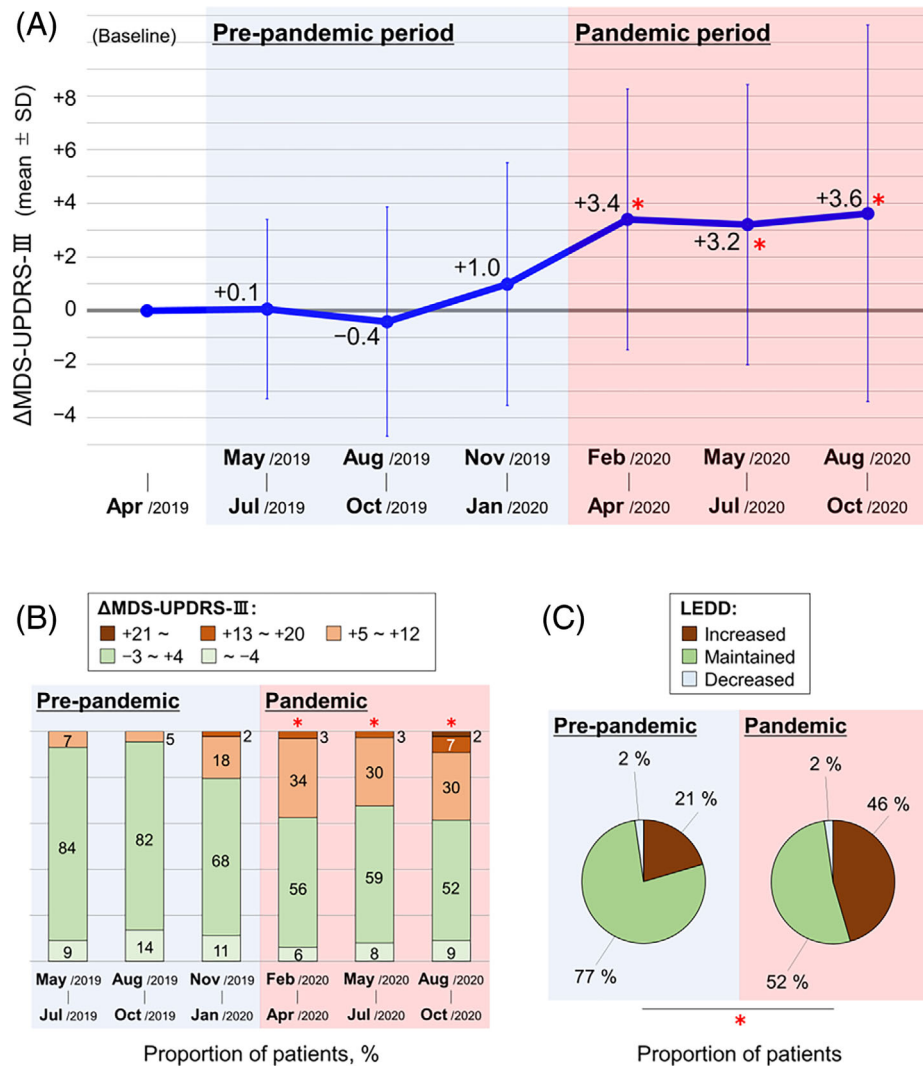 (A)
(Baseline)
Pre-pandemic period
Pandemic period
ΔMDS-UPDRS-Ⅲ (mean ± SD)
+8
+6
+4
+2
0
−2
−4
+0.1
−0.4
+1.0
+3.4 *
+3.2 *
+3.6 *
Apr /2019
May /2019
Jul /2019
Aug /2019
Oct /2019
Nov /2019
Jan /2020
Feb /2020
Apr /2020
May /2020
Jul /2020
Aug /2020
Oct /2020
(B)
ΔMDS-UPDRS-Ⅲ:
+21 ~
+13 ~ +20
+5 ~ +12
−3 ~ +4
~ −4
Pre-pandemic
Pandemic
* * *
7
84
9
5
82
14
2
18
68
11
3
34
56
6
3
30
59
8
2
7
30
52
9
May /2019
Jul /2019
Aug /2019
Oct /2019
Nov /2019
Jan /2020
Feb /2020
Apr /2020
May /2020
Jul /2020
Aug /2020
Oct /2020
Proportion of patients, %
(C)
LEDD:
Increased
Maintained
Decreased
Pre-pandemic
2 %
21 %
77 %
Pandemic
2 %
46 %
52 %
*
Proportion of patients